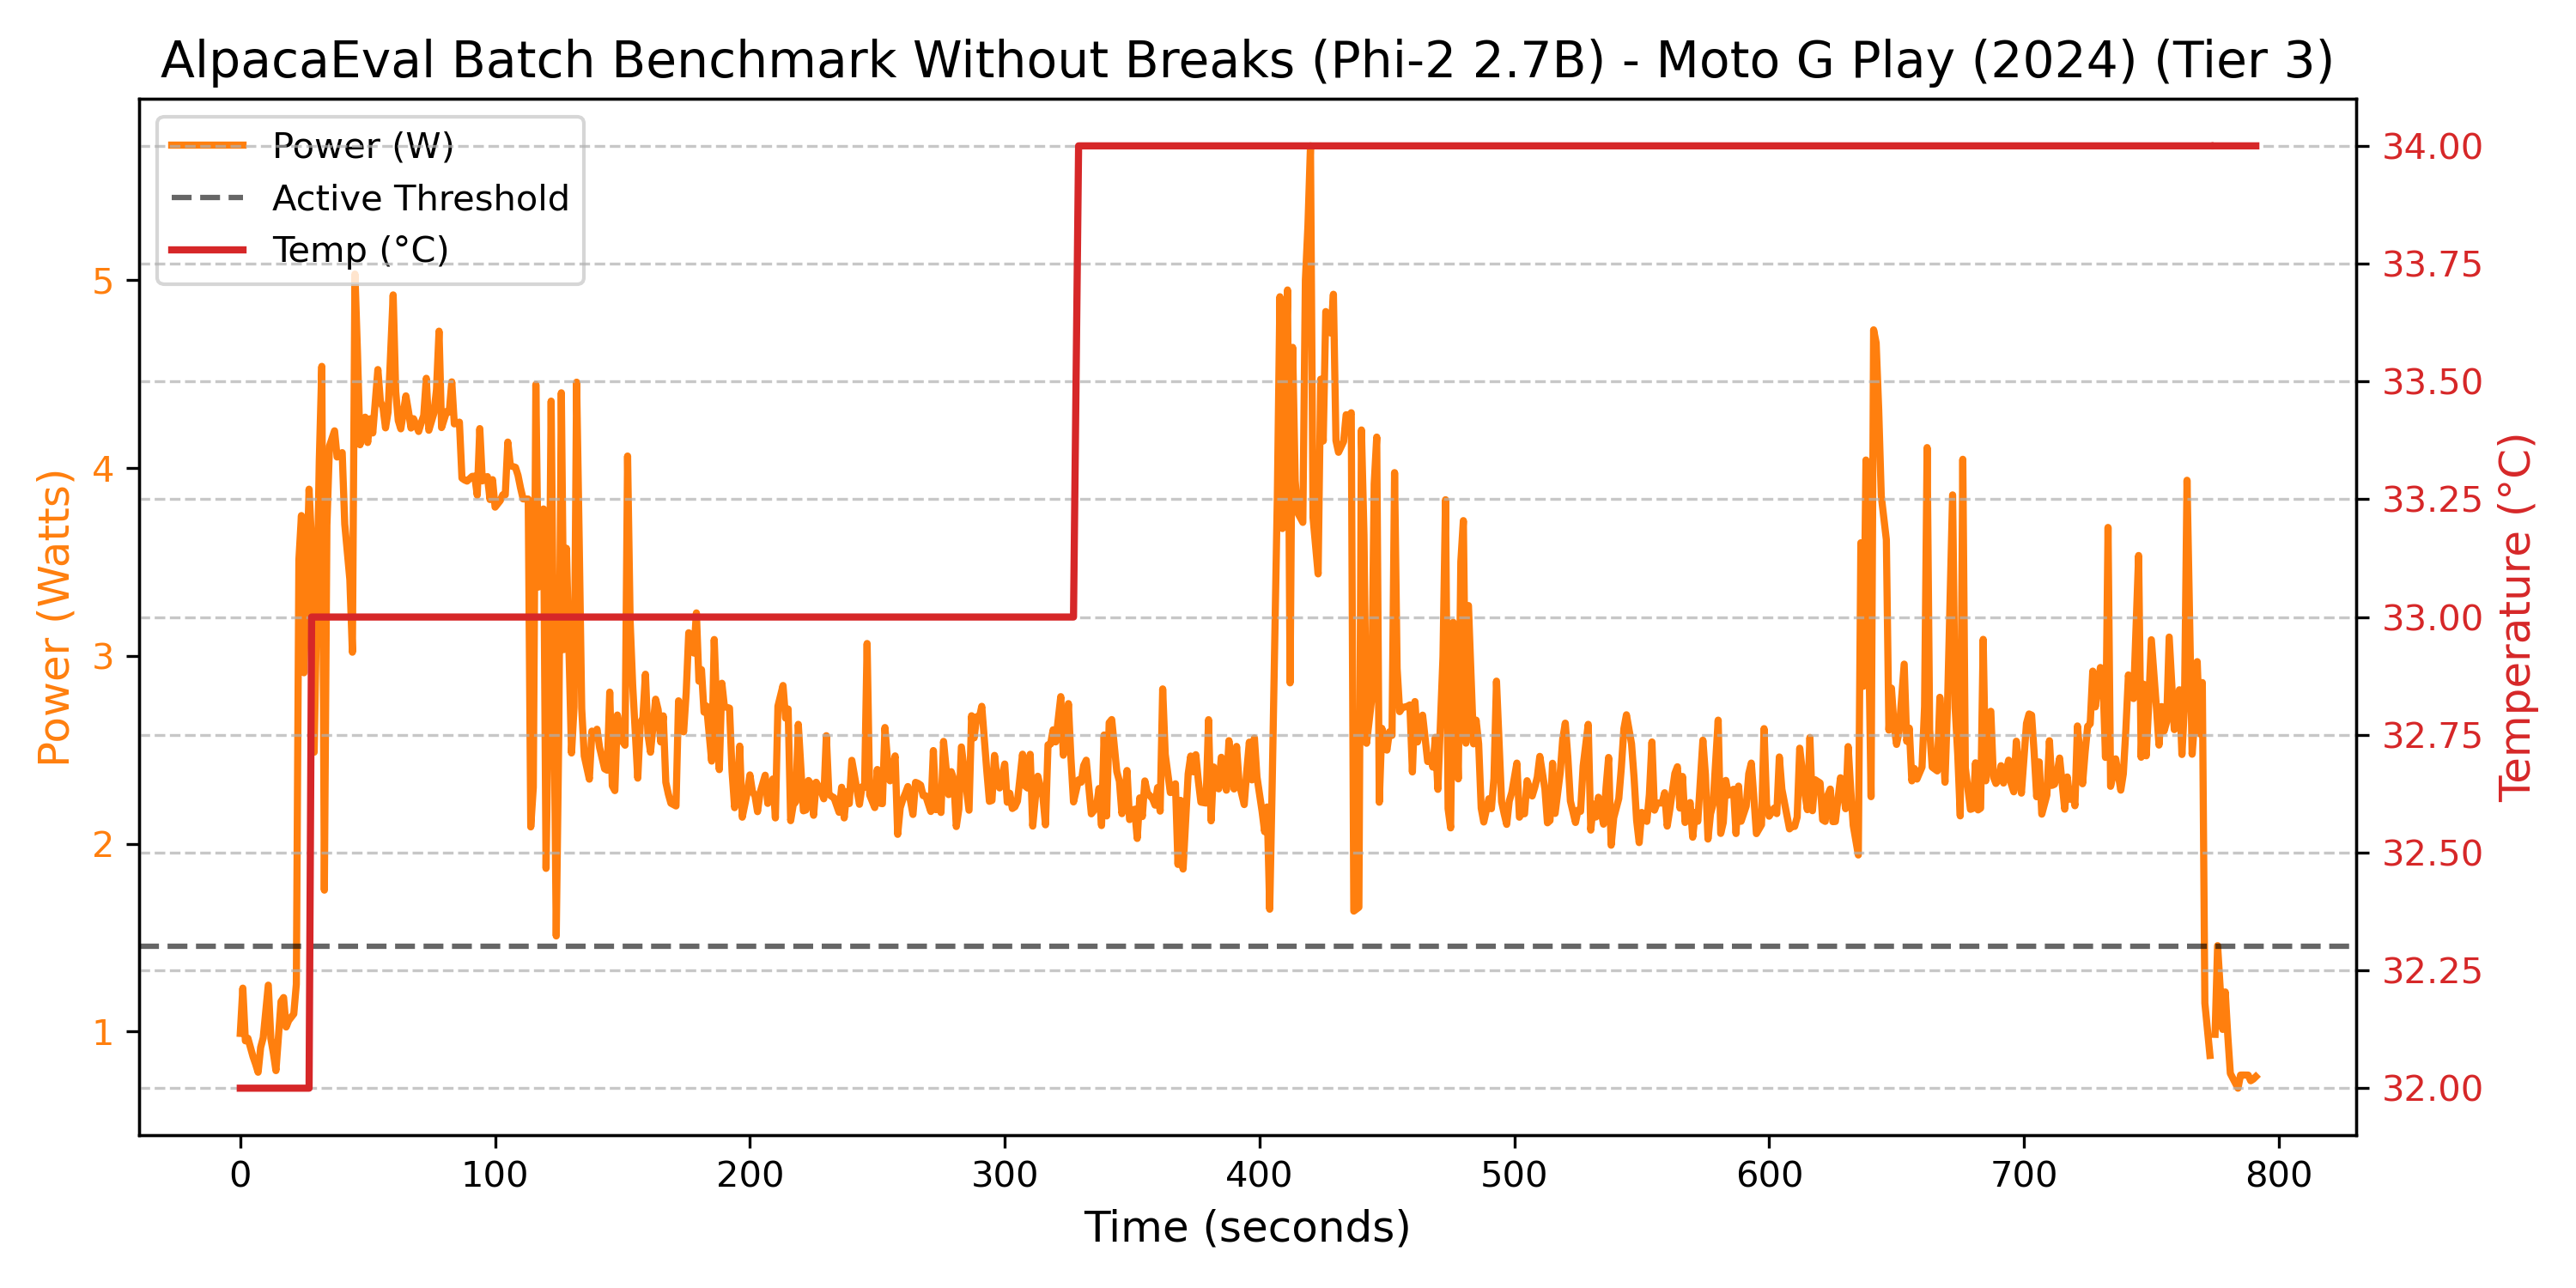 AlpacaEval Batch Benchmark Without Breaks (Phi-2 2.7B) - Moto G Play (2024) (Tier 3)
Power (W)
Active Threshold
Temp (°C)
Power (Watts)
5
4
3
2
1
34.00
33.75
33.50
33.25
33.00
32.75
32.50
32.25
32.00
Temperature (°C)
0 100 200 300 400 500 600 700 800
Time (seconds)